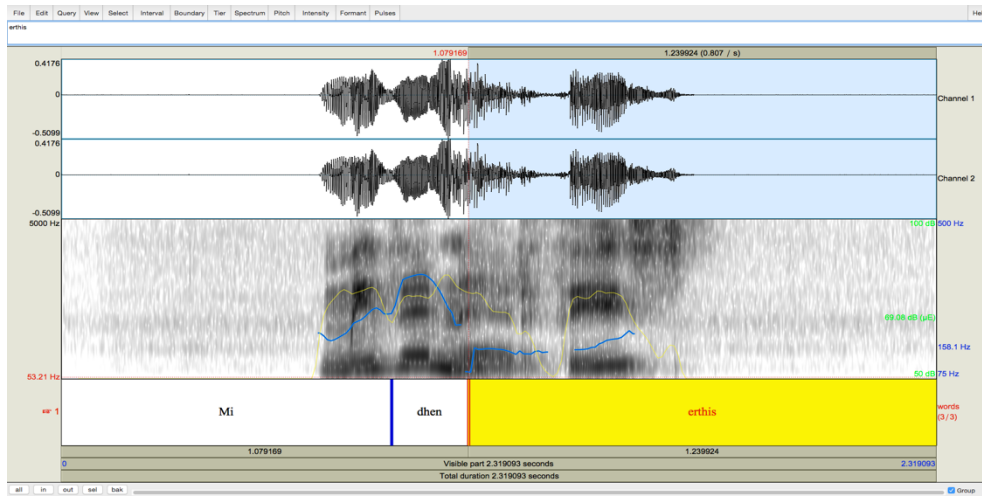 File Edit Query View Select Interval Boundary Tier Spectrum Pitch Intensity Formant Pulses Hel
erthis
1.079169 1.239924 (0.807 / s)
0.4176
0
-0.5099
Channel 1
0.4176
0
-0.5099
Channel 2
5000 Hz 100 dB 500 Hz
69.08 dB (µE)
158.1 Hz
53.21 Hz 50 dB 75 Hz
1 Mi dhen erthis words
(3/3)
1.079169 1.239924
0 Visible part 2.319093 seconds 2.319093
Total duration 2.319093 seconds
all in out sel bak Group